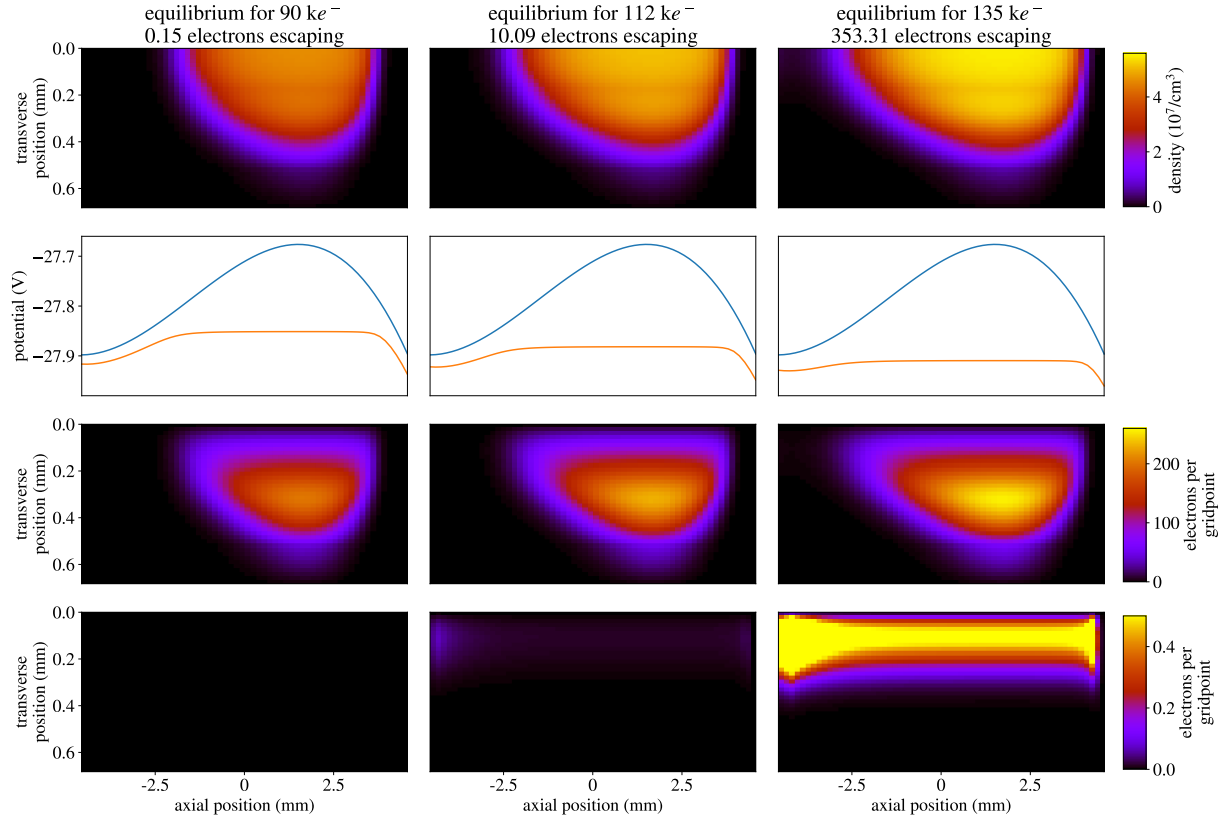 equilibrium for 90 ke⁻
0.15 electrons escaping
equilibrium for 112 ke⁻
10.09 electrons escaping
equilibrium for 135 ke⁻
353.31 electrons escaping
transverse
position (mm)
0.0
0.2
0.4
0.6
4
2
0
density (10⁷/cm³)
potential (V)
−27.7
−27.8
−27.9
transverse
position (mm)
0.0
0.2
0.4
0.6
200
100
0
electrons per
gridpoint
transverse
position (mm)
0.0
0.2
0.4
0.6
0.4
0.2
0.0
electrons per
gridpoint
-2.5 0 2.5
axial position (mm)
-2.5 0 2.5
axial position (mm)
-2.5 0 2.5
axial position (mm)